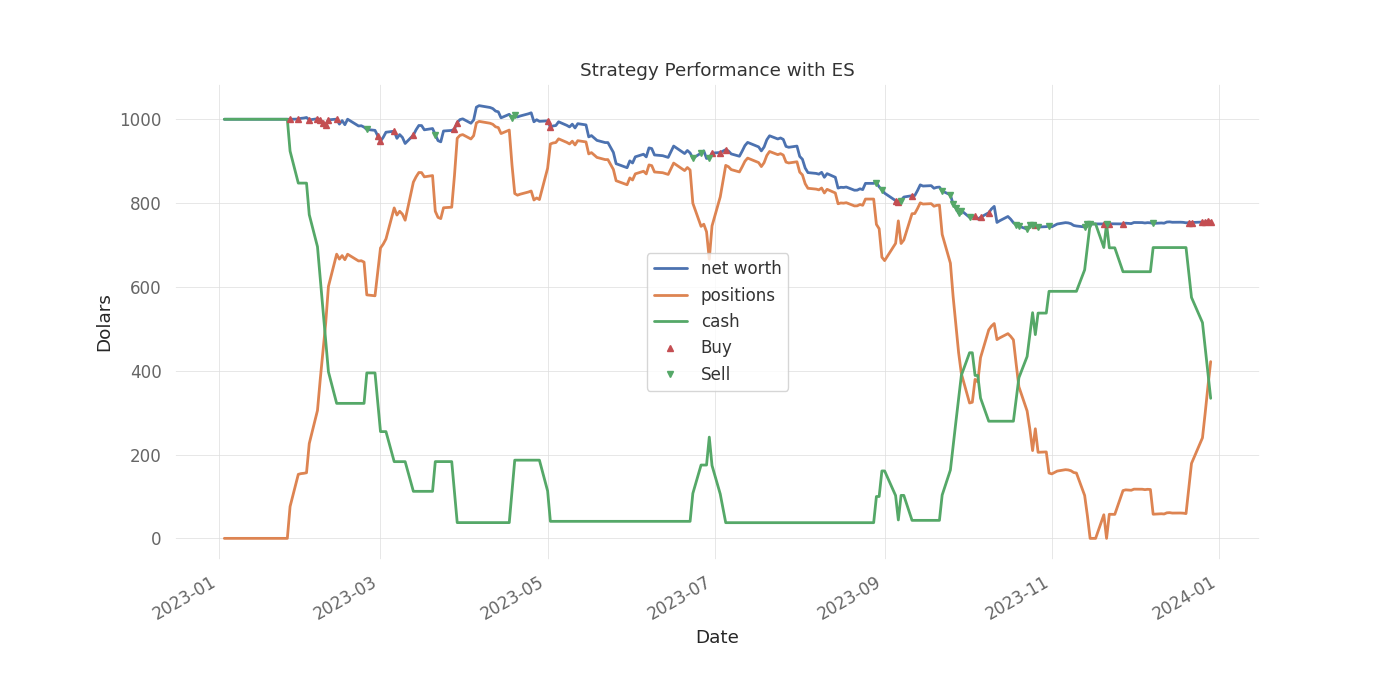 Strategy Performance with ES
1000
800
600
400
200
0
Dolars
net worth
positions
cash
Buy
Sell
2023-01
2023-03
2023-05
2023-07
2023-09
2023-11
2024-01
Date